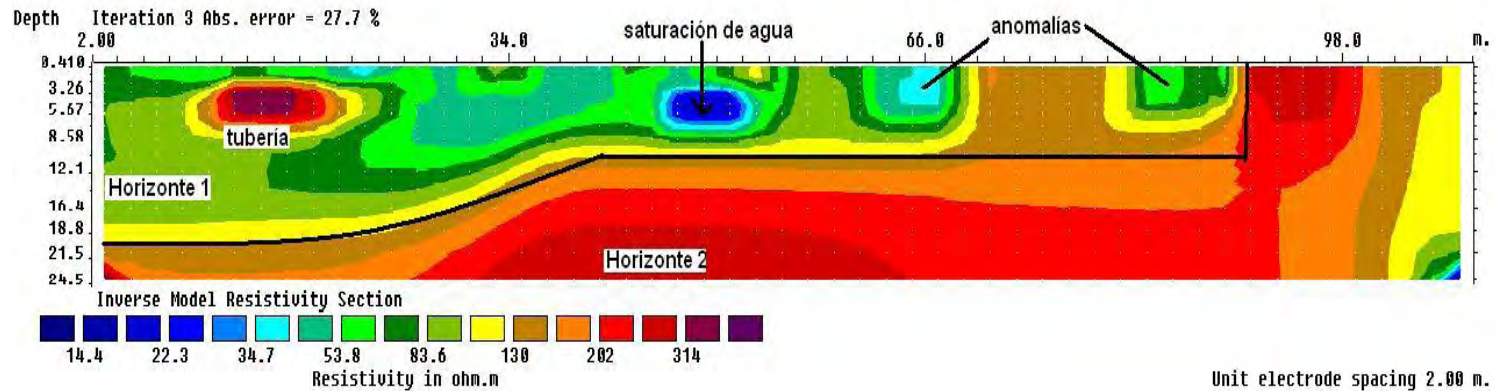 Depth Iteration 3 Abs. error = 27.7 %
2.00 34.0 66.0 98.0 m.
saturación de agua
anomalías
0.410
3.26
5.67
8.58
12.1
16.4
18.8
21.5
24.5
tubería
Horizonte 1
Horizonte 2
Inverse Model Resistivity Section
14.4 22.3 34.7 53.8 83.6 130 202 314
Resistivity in ohm.m
Unit electrode spacing 2.00 m.